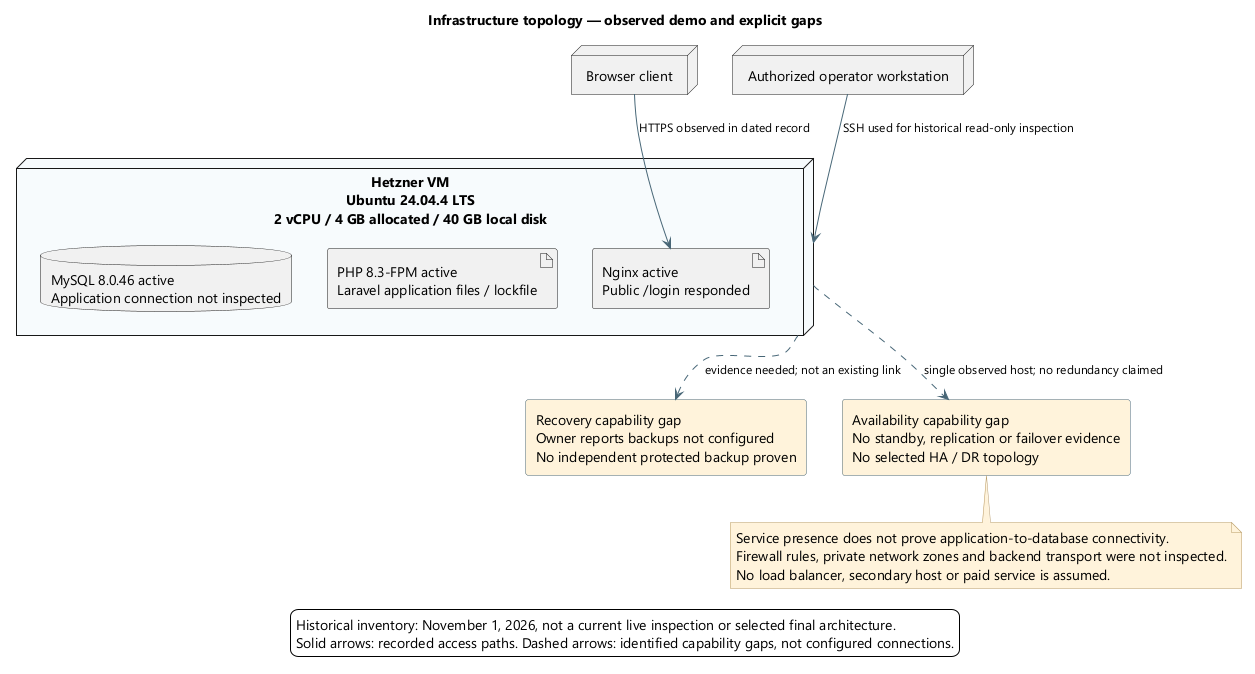 Infrastructure topology — observed demo and explicit gaps
Browser client
Authorized operator workstation
HTTPS observed in dated record
SSH used for historical read-only inspection
Hetzner VM
Ubuntu 24.04.4 LTS
2 vCPU / 4 GB allocated / 40 GB local disk
MySQL 8.0.46 active
Application connection not inspected
PHP 8.3-FPM active
Laravel application files / lockfile
Nginx active
Public /login responded
evidence needed; not an existing link
single observed host; no redundancy claimed
Recovery capability gap
Owner reports backups not configured
No independent protected backup proven
Availability capability gap
No standby, replication or failover evidence
No selected HA / DR topology
Service presence does not prove application-to-database connectivity.
Firewall rules, private network zones and backend transport were not inspected.
No load balancer, secondary host or paid service is assumed.
Historical inventory: November 1, 2026, not a current live inspection or selected final architecture.
Solid arrows: recorded access paths. Dashed arrows: identified capability gaps, not configured connections.